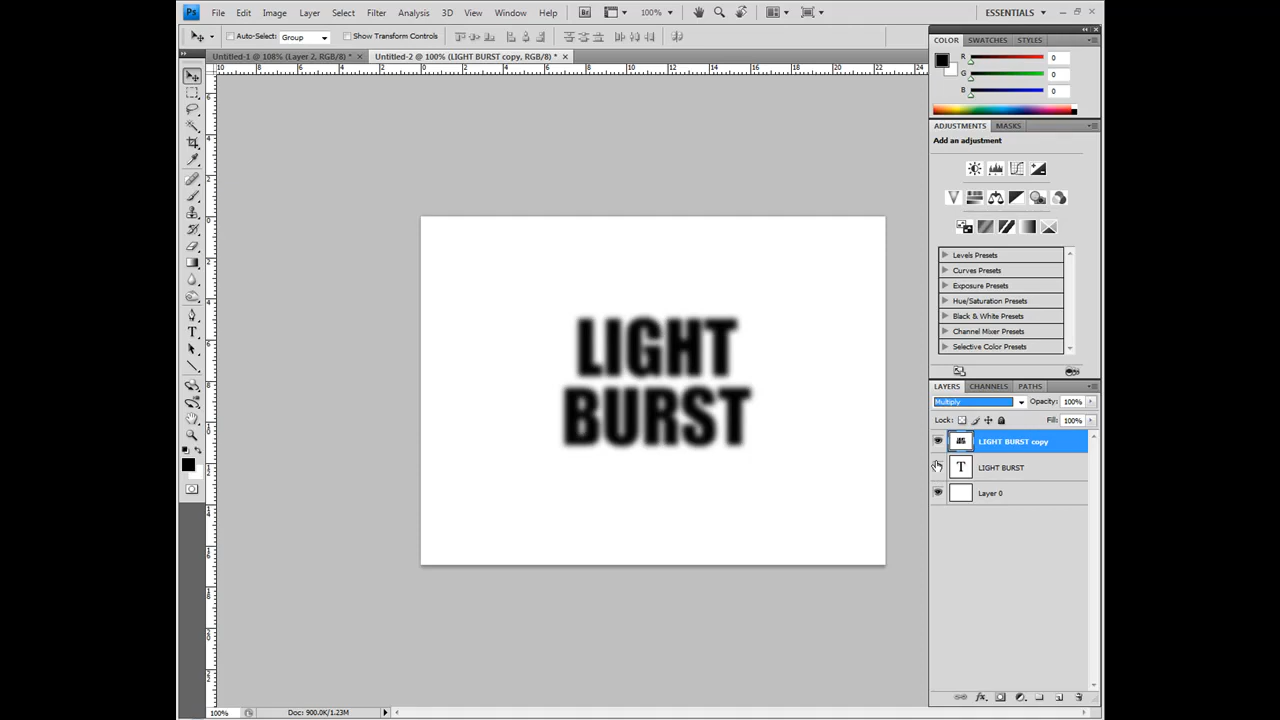 Ps File Edit Image Layer Select Filter Analysis 3D View Window Help Br 100% ESSENTIALS
Auto-Select: Group Show Transform Controls
Untitled-1 @ 108% (Layer 2, RGB/8) * Untitled-2 @ 100% (LIGHT BURST copy, RGB/8) *
COLOR SWATCHES STYLES
R 0
G 0
B 0
ADJUSTMENTS MASKS
Add an adjustment
Levels Presets
Curves Presets
Exposure Presets
Hue/Saturation Presets
Black & White Presets
Channel Mixer Presets
Selective Color Presets
LIGHT
BURST
LAYERS CHANNELS PATHS
Multiply Opacity: 100%
Lock: Fill: 100%
LIGHT BURST copy
T LIGHT BURST
Layer 0
100% Doc: 900.0K/1.23M